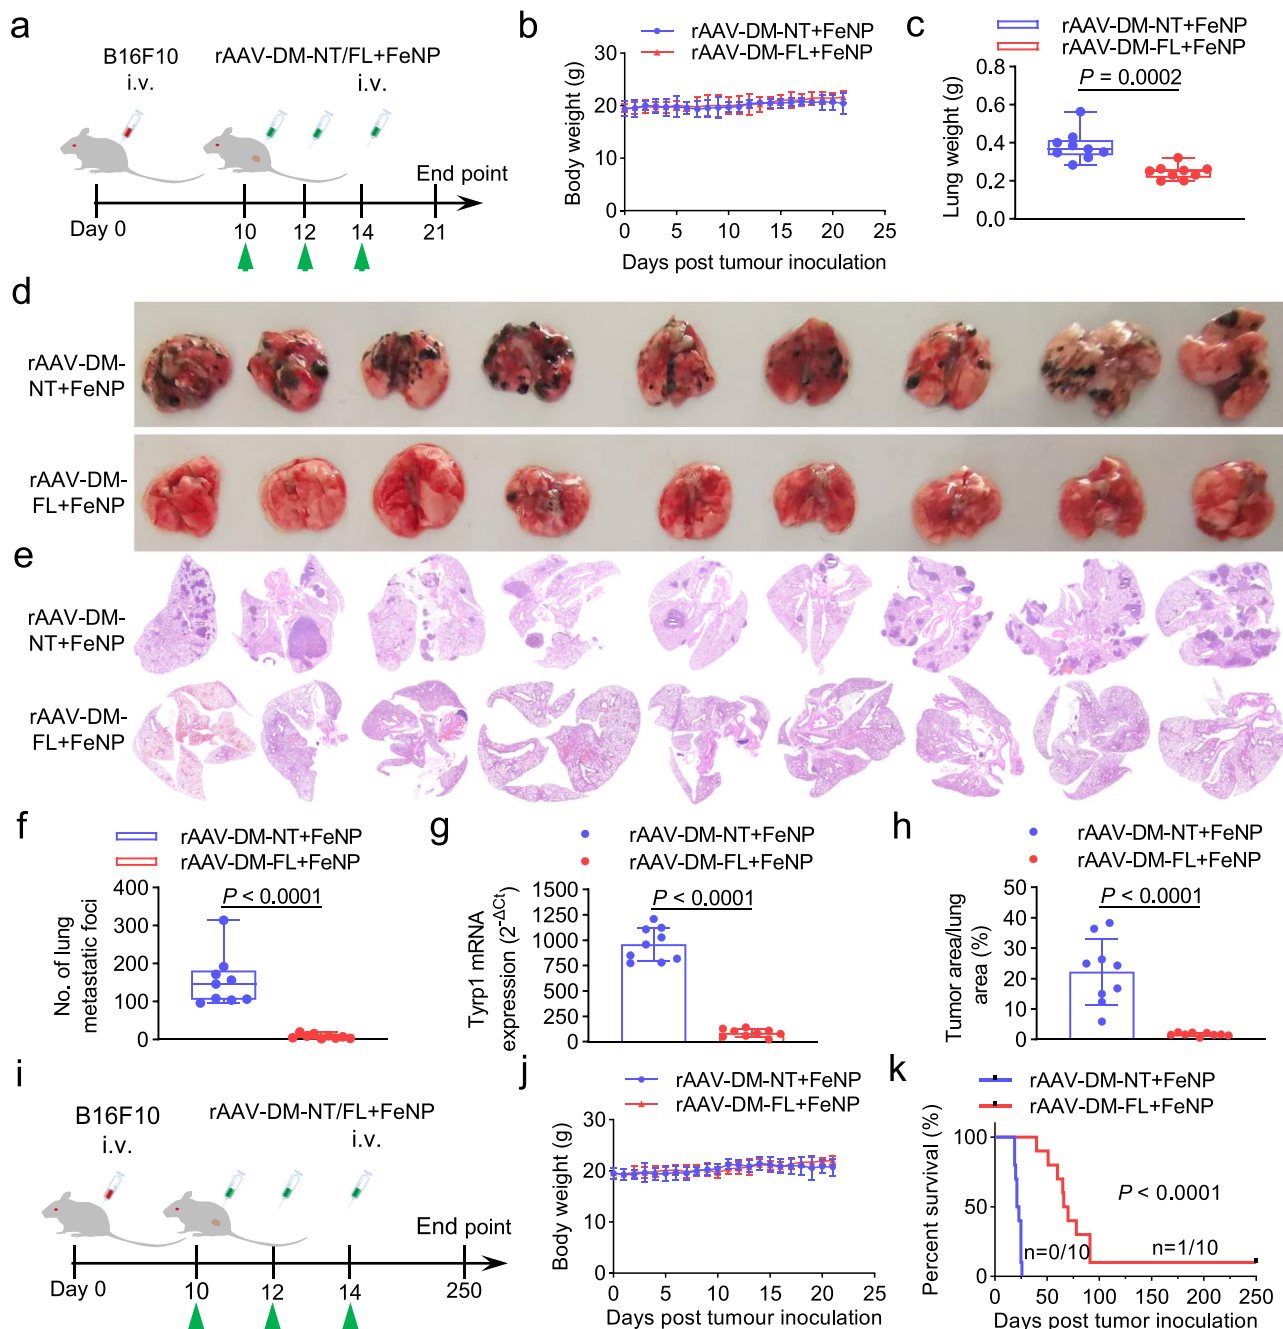 a
B16F10
i.v.
rAAV-DM-NT/FL+FeNP
i.v.
End point
Day 0
10
12
14
21
b
rAAV-DM-NT+FeNP
rAAV-DM-FL+FeNP
Body weight (g)
30
20
10
0
0
5
10
15
20
25
Days post tumour inoculation
c
rAAV-DM-NT+FeNP
rAAV-DM-FL+FeNP
P = 0.0002
Lung weight (g)
0.8
0.6
0.4
0.2
0.0
d
rAAV-DM-
NT+FeNP
rAAV-DM-
FL+FeNP
e
rAAV-DM-
NT+FeNP
rAAV-DM-
FL+FeNP
f
rAAV-DM-NT+FeNP
rAAV-DM-FL+FeNP
P < 0.0001
No. of lung
metastatic foci
400
300
200
100
0
g
rAAV-DM-NT+FeNP
rAAV-DM-FL+FeNP
P < 0.0001
Tyrp1 mRNA
expression (2-ΔCt)
1500
1250
1000
750
500
250
0
h
rAAV-DM-NT+FeNP
rAAV-DM-FL+FeNP
P < 0.0001
Tumor area/lung
area (%)
50
40
30
20
10
0
i
B16F10
i.v.
rAAV-DM-NT/FL+FeNP
i.v.
End point
Day 0
10
12
14
250
j
rAAV-DM-NT+FeNP
rAAV-DM-FL+FeNP
Body weight (g)
30
20
10
0
0
5
10
15
20
25
Days post tumour inoculation
k
rAAV-DM-NT+FeNP
rAAV-DM-FL+FeNP
Percent survival (%)
100
50
0
P < 0.0001
n=0/10
n=1/10
0
50
100
150
200
250
Days post tumor inoculation